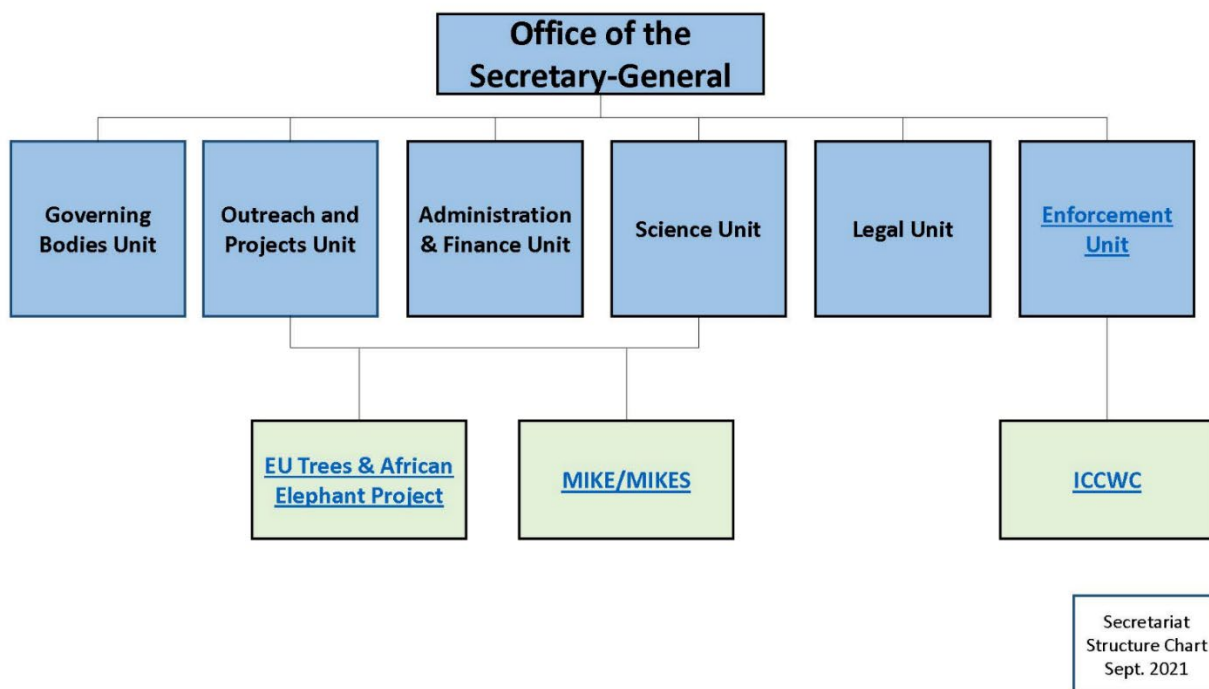 Office of the
Secretary-General
Governing
Bodies Unit
Outreach and
Projects Unit
Administration
& Finance Unit
Science Unit
Legal Unit
Enforcement
Unit
EU Trees & African
Elephant Project
MIKE/MIKES
ICCWC
Secretariat
Structure Chart
Sept. 2021